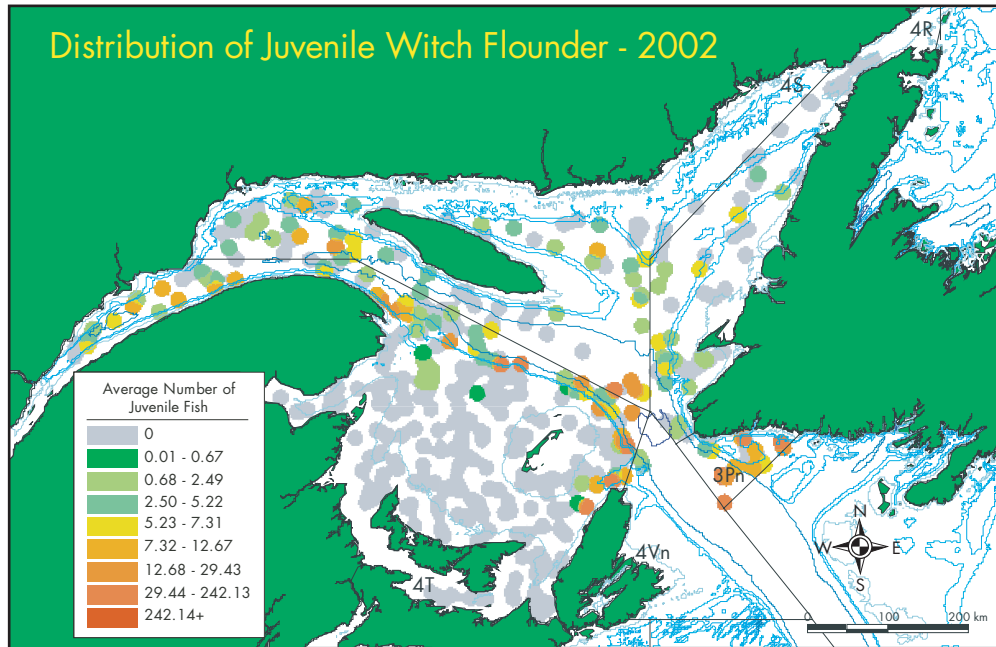 Distribution of Juvenile Witch Flounder - 2002
4R
4S
Average Number of
Juvenile Fish
0
0.01 - 0.67
0.68 - 2.49
2.50 - 5.22
5.23 - 7.31
7.32 - 12.67
12.68 - 29.43
29.44 - 242.13
242.14+
3Pn
4Vn
4T
N
W E
S
0 100 200 km